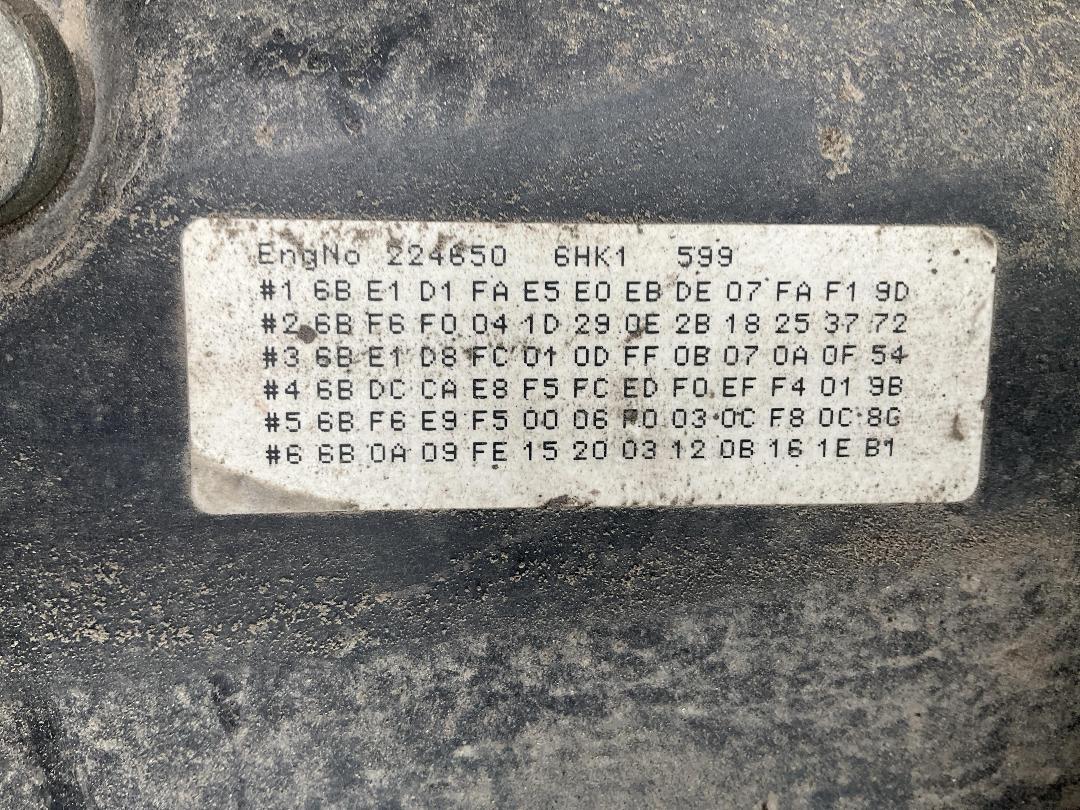 EngNo 224650 6HK1 599
#1 6B E1 D1 FA E5 E0 EB DE 07 FA F1 9D
#2 6B F6 F0 04 1D 29 0E 2B 18 25 37 72
#3 6B E1 D8 FC 01 0D FF 0B 07 0A 0F 54
#4 6B DC CA E8 F5 FC ED F0 EF F4 01 9B
#5 6B F6 E9 F5 00 06 F0 03 0C F8 0C 8C
#6 6B 0A 09 FE 15 20 03 12 0B 16 1E B1